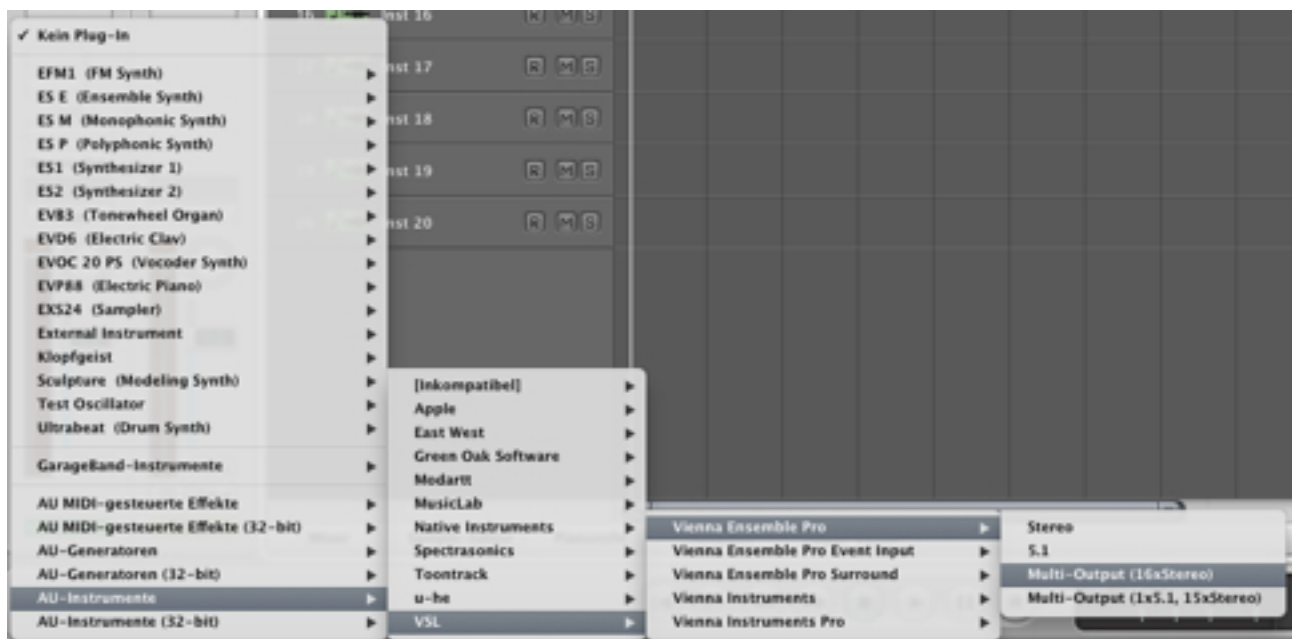 16 Inst 16 R M S
✓ Kein Plug-In
EFM1 (FM Synth)
nst 17 R M S
ES E (Ensemble Synth)
ES M (Monophonic Synth)
nst 18 R M S
ES P (Polyphonic Synth)
ES1 (Synthesizer 1)
nst 19 R M S
ES2 (Synthesizer 2)
EVB3 (Tonewheel Organ)
nst 20 R M S
EVD6 (Electric Clav)
EVOC 20 PS (Vocoder Synth)
EVP88 (Electric Piano)
EXS24 (Sampler)
External Instrument
Klopfgeist
Sculpture (Modeling Synth)
Test Oscillator
Ultrabeat (Drum Synth)
GarageBand-Instrumente
AU MIDI-gesteuerte Effekte
AU MIDI-gesteuerte Effekte (32-bit)
AU-Generatoren
AU-Generatoren (32-bit)
AU-Instrumente
AU-Instrumente (32-bit)
[Inkompatibel]
Apple
East West
Green Oak Software
Modartt
MusicLab
Native Instruments
Spectrasonics
Toontrack
u-he
VSL
Vienna Ensemble Pro
Vienna Ensemble Pro Event Input
Vienna Ensemble Pro Surround
Vienna Instruments
Vienna Instruments Pro
Stereo
5.1
Multi-Output (16xStereo)
Multi-Output (1x5.1, 15xStereo)